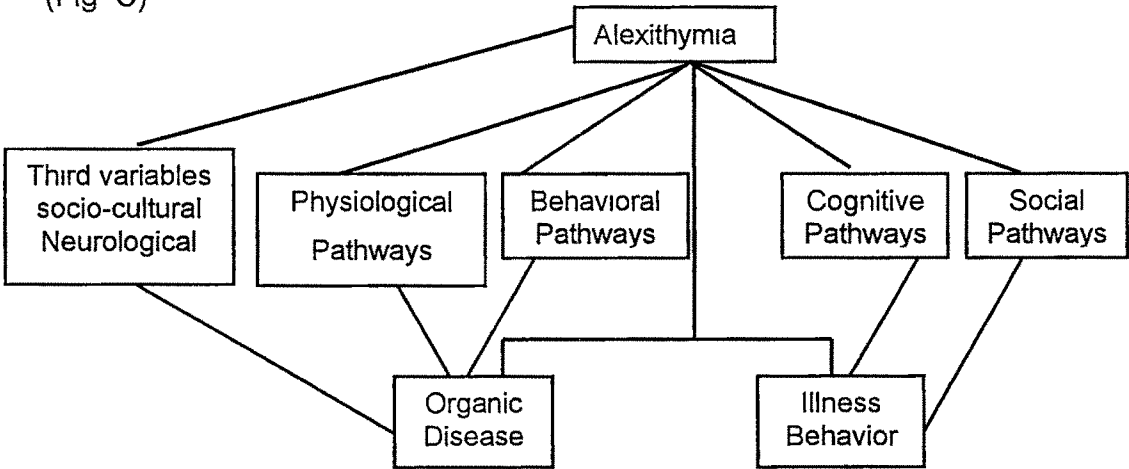 (Fig C)
Alexithymia
Third variables
socio-cultural
Neurological
Physiological
Pathways
Behavioral
Pathways
Cognitive
Pathways
Social
Pathways
Organic
Disease
Illness
Behavior